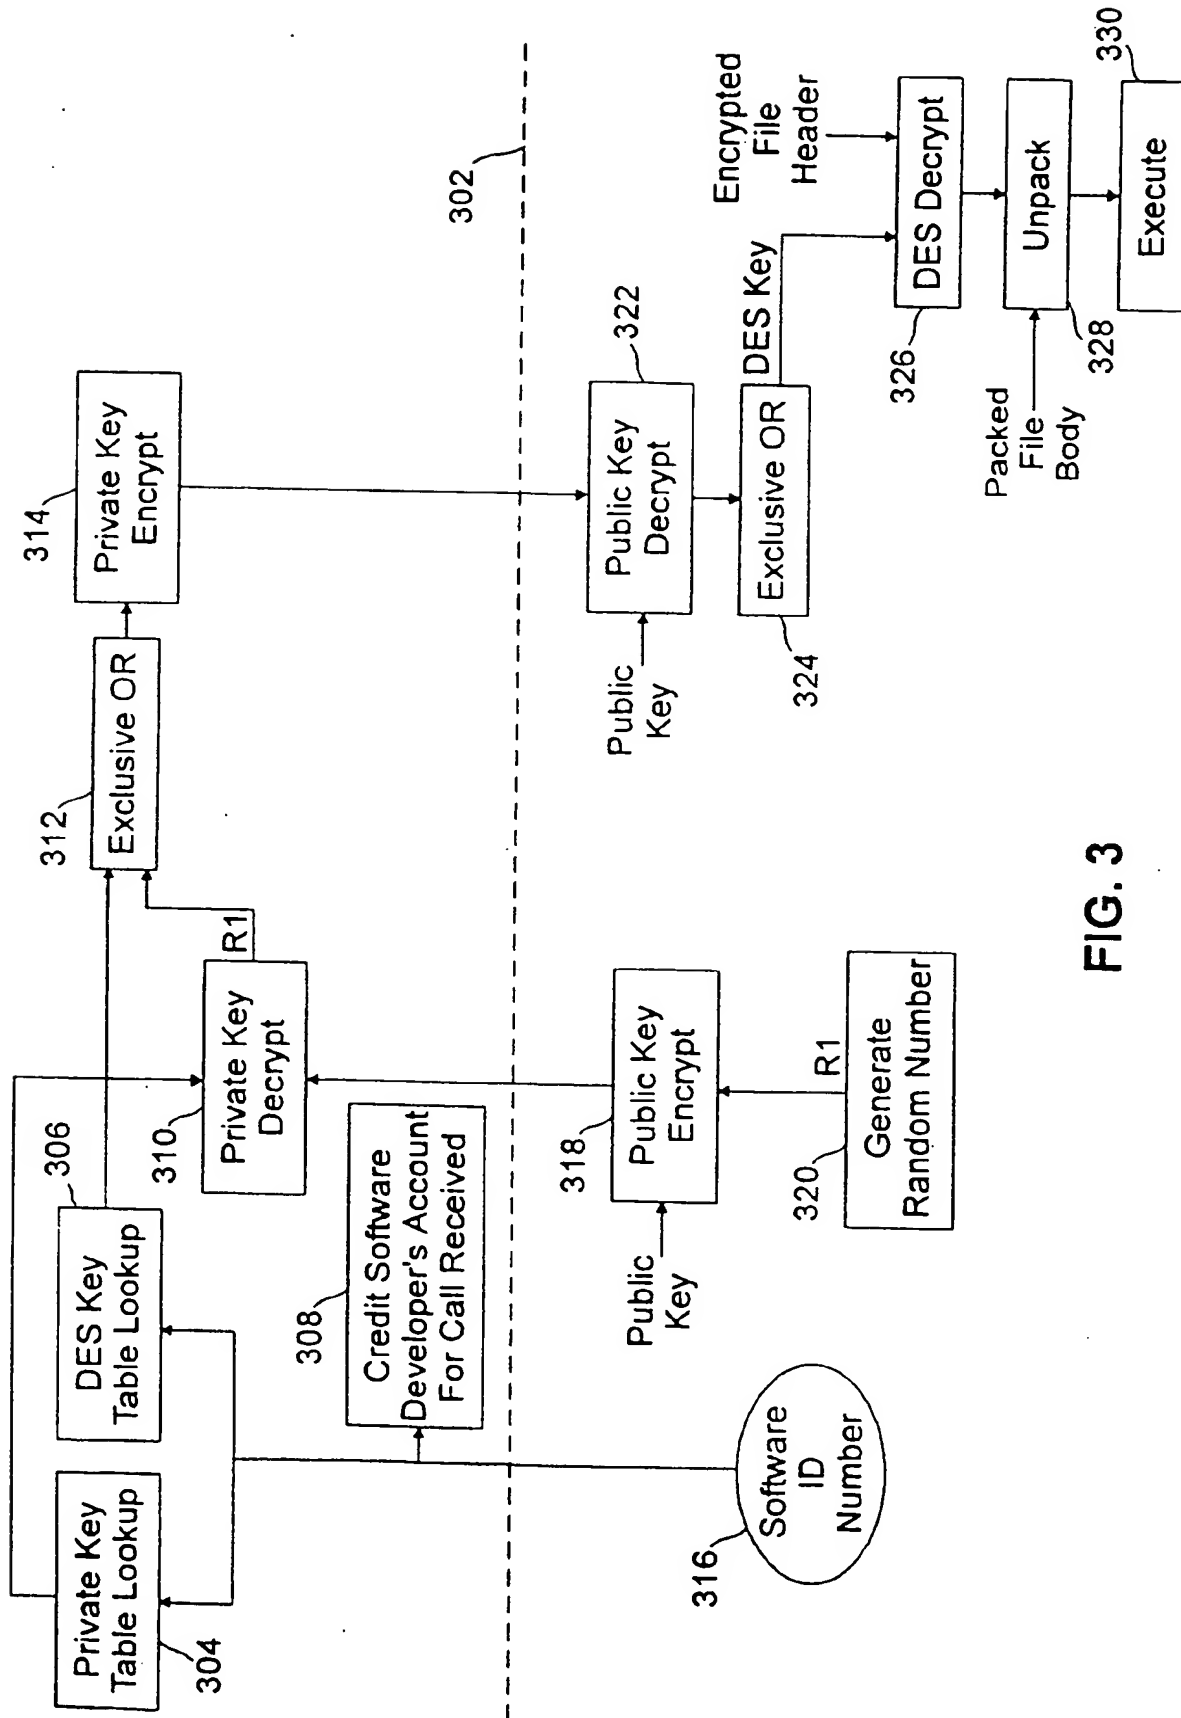 304
Private Key
Table Lookup
306
DES Key
Table Lookup
308
Credit Software
Developer's Account
For Call Received
310
Private Key
Decrypt
R1
312
Exclusive OR
314
Private Key
Encrypt
302
316
Software
ID
Number
318
Public Key
Encrypt
Public
Key
320
Generate
Random Number
R1
322
Public Key
Decrypt
Public
Key
324
Exclusive OR
DES Key
Encrypted
File
Header
326
DES Decrypt
328
Unpack
Packed
File
Body
330
Execute
FIG. 3